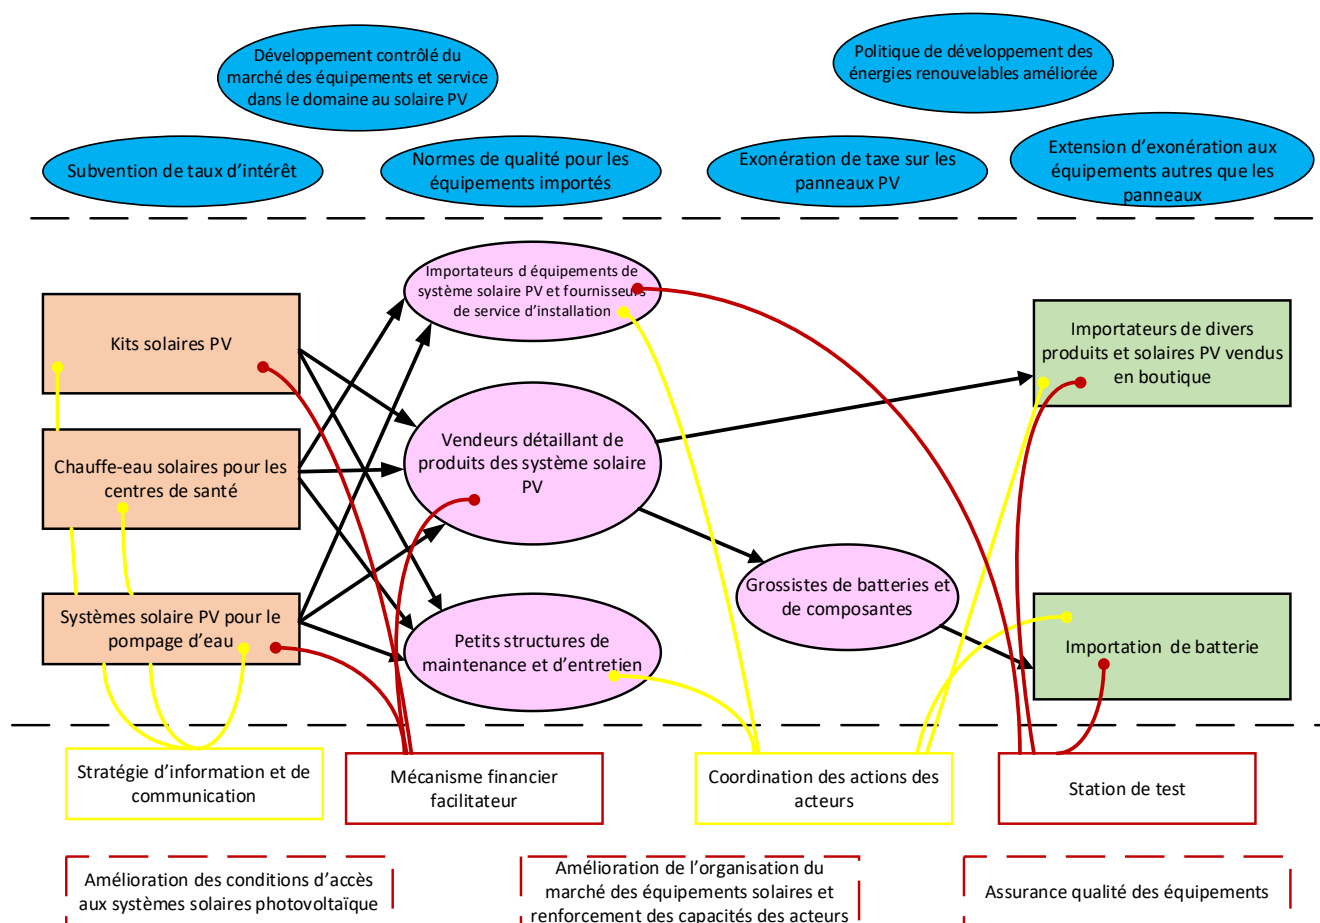 Développement contrôlé du
marché des équipements et service
dans le domaine au solaire PV
Politique de développement des
énergies renouvelables améliorée
Subvention de taux d'intérêt
Normes de qualité pour les
équipements importés
Exonération de taxe sur les
panneaux PV
Extension d'exonération aux
équipements autres que les
panneaux
Importateurs d équipements de
système solaire PV et fournisseurs
de service d'installation
Kits solaires PV
Importateurs de divers
produits et solaires PV vendus
en boutique
Chauffe-eau solaires pour les
centres de santé
Vendeurs détaillant de
produits des système solaire
PV
Grossistes de batteries et
de composantes
Systèmes solaire PV pour le
pompage d'eau
Petits structures de
maintenance et d'entretien
Importation de batterie
Stratégie d'information et de
communication
Mécanisme financier
facilitateur
Coordination des actions des
acteurs
Station de test
Amélioration des conditions d'accès
aux systèmes solaires photovoltaïque
Amélioration de l'organisation du
marché des équipements solaires et
renforcement des capacités des acteurs
Assurance qualité des équipements